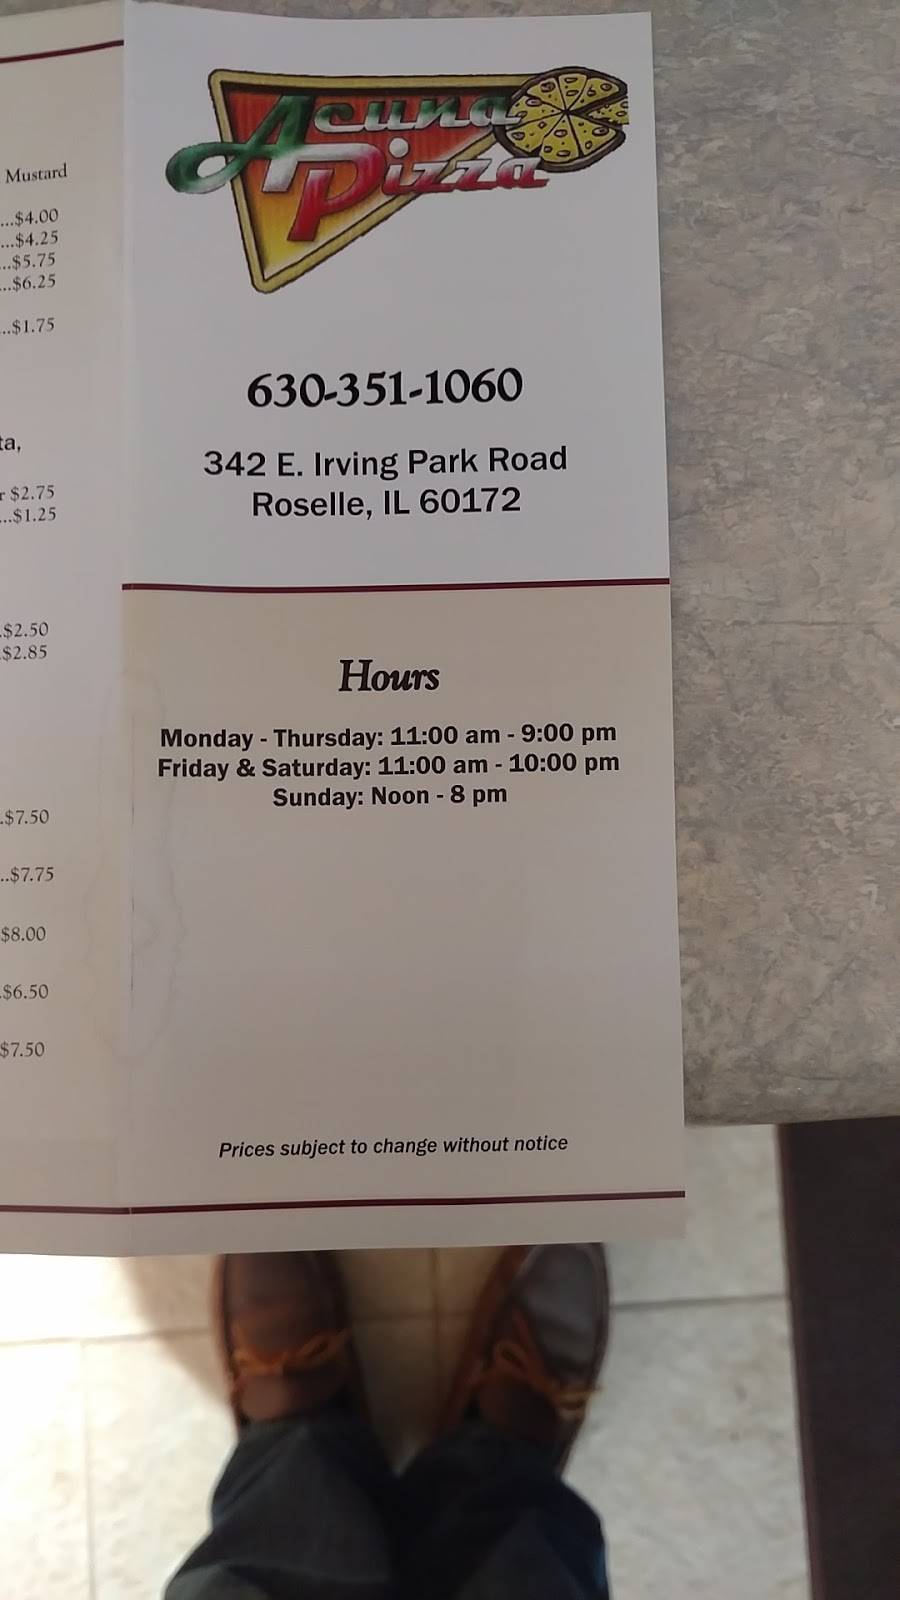 Mustard
...$4.00
...$4.25
...$5.75
...$6.25
...$1.75
ta,
r $2.75
...$1.25
.$2.50
.$2.85
.$7.50
..$7.75
$8.00
.$6.50
$7.50
Acuna
Pizza
630-351-1060
342 E. Irving Park Road
Roselle, IL 60172
Hours
Monday - Thursday: 11:00 am - 9:00 pm
Friday & Saturday: 11:00 am - 10:00 pm
Sunday: Noon - 8 pm
Prices subject to change without notice